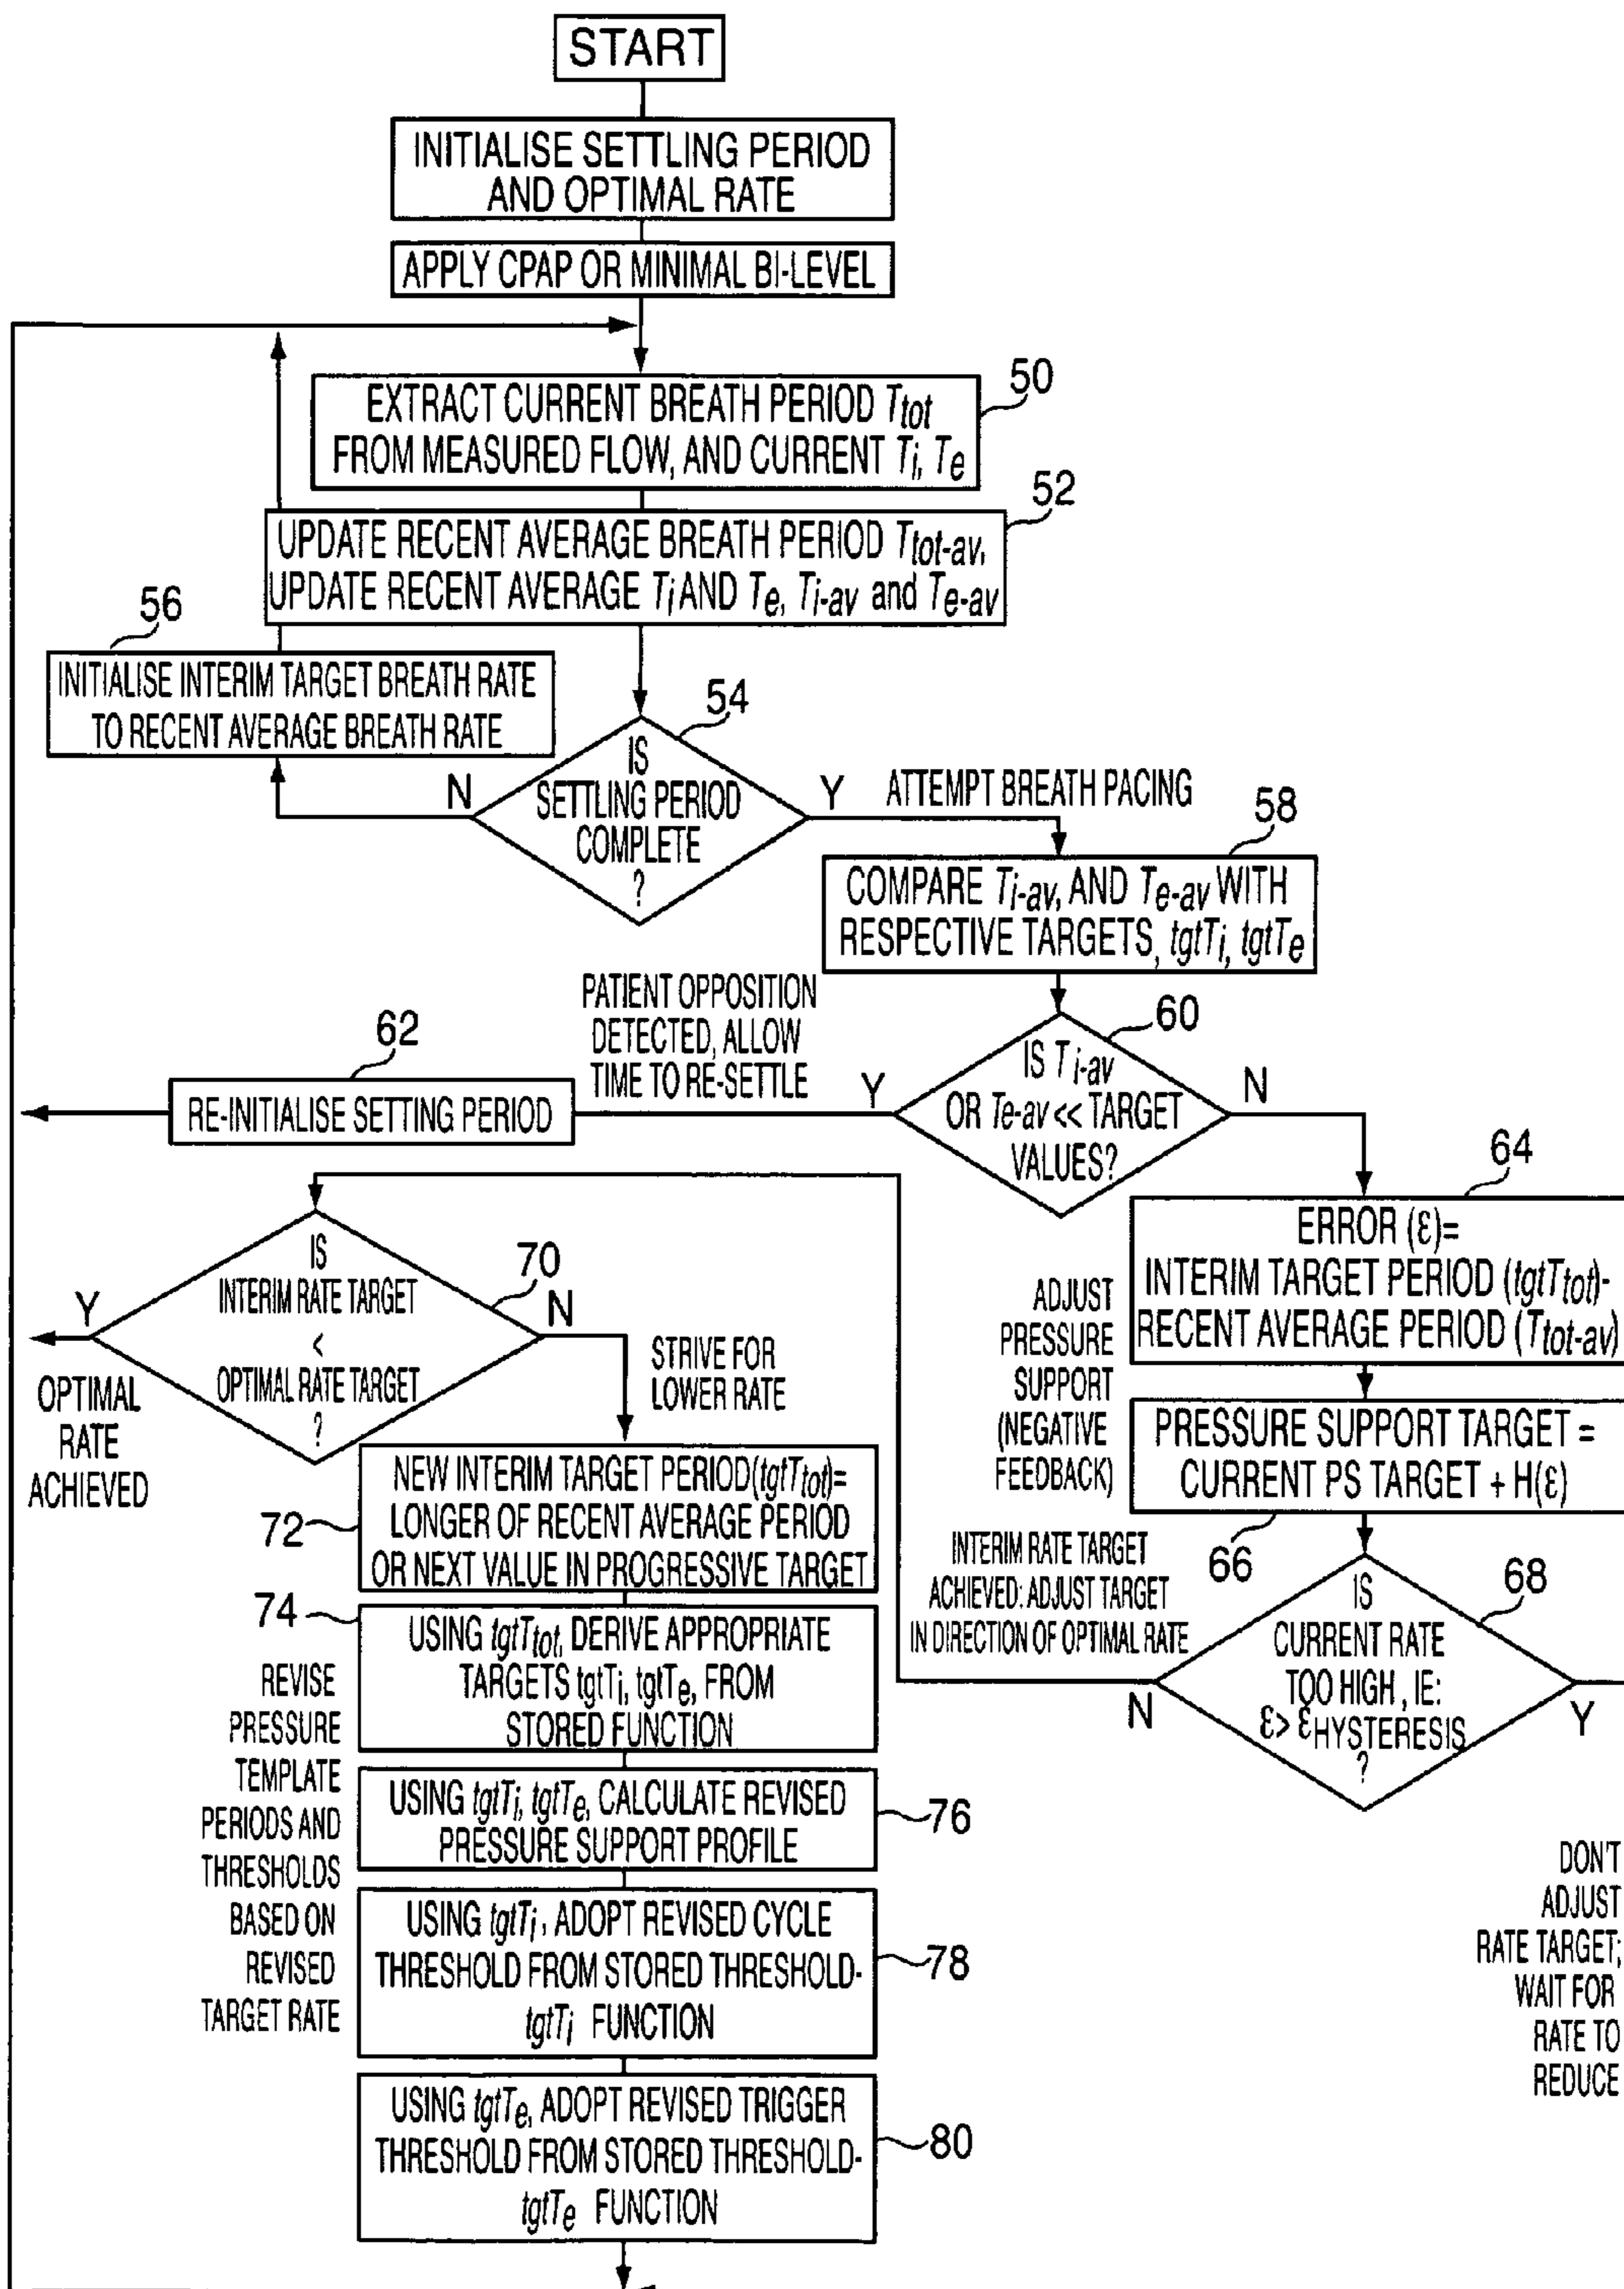 START
INITIALISE SETTLING PERIOD
AND OPTIMAL RATE
APPLY CPAP OR MINIMAL BI-LEVEL
50
EXTRACT CURRENT BREATH PERIOD Ttot
FROM MEASURED FLOW, AND CURRENT Ti, Te
52
UPDATE RECENT AVERAGE BREATH PERIOD Ttot-av,
UPDATE RECENT AVERAGE Ti AND Te, Ti-av and Te-av
56
INITIALISE INTERIM TARGET BREATH RATE
TO RECENT AVERAGE BREATH RATE
54
IS
SETTLING PERIOD
COMPLETE
?
N
Y
ATTEMPT BREATH PACING
58
COMPARE Ti-av, AND Te-av WITH
RESPECTIVE TARGETS, tgtTi, tgtTe
60
IS Ti-av
OR Te-av << TARGET
VALUES?
Y
N
PATIENT OPPOSITION
DETECTED, ALLOW
TIME TO RE-SETTLE
62
RE-INITIALISE SETTING PERIOD
64
ERROR (ε)=
INTERIM TARGET PERIOD (tgtTtot)-
RECENT AVERAGE PERIOD (Ttot-av)
ADJUST
PRESSURE
SUPPORT
(NEGATIVE
FEEDBACK)
PRESSURE SUPPORT TARGET =
CURRENT PS TARGET + H(ε)
66
68
IS
CURRENT RATE
TOO HIGH , IE:
ε> εHYSTERESIS
?
N
Y
INTERIM RATE TARGET
ACHIEVED: ADJUST TARGET
IN DIRECTION OF OPTIMAL RATE
DON'T
ADJUST
RATE TARGET;
WAIT FOR
RATE TO
REDUCE
70
IS
INTERIM RATE TARGET
<
OPTIMAL RATE TARGET
?
Y
N
OPTIMAL
RATE
ACHIEVED
STRIVE FOR
LOWER RATE
72
NEW INTERIM TARGET PERIOD(tgtTtot)=
LONGER OF RECENT AVERAGE PERIOD
OR NEXT VALUE IN PROGRESSIVE TARGET
74
USING tgtTtot, DERIVE APPROPRIATE
TARGETS tgtTi, tgtTe, FROM
STORED FUNCTION
REVISE
PRESSURE
TEMPLATE
PERIODS AND
THRESHOLDS
BASED ON
REVISED
TARGET RATE
USING tgtTi, tgtTe, CALCULATE REVISED
PRESSURE SUPPORT PROFILE
76
USING tgtTi, ADOPT REVISED CYCLE
THRESHOLD FROM STORED THRESHOLD-
tgtTi FUNCTION
78
USING tgtTe, ADOPT REVISED TRIGGER
THRESHOLD FROM STORED THRESHOLD-
tgtTe FUNCTION
80